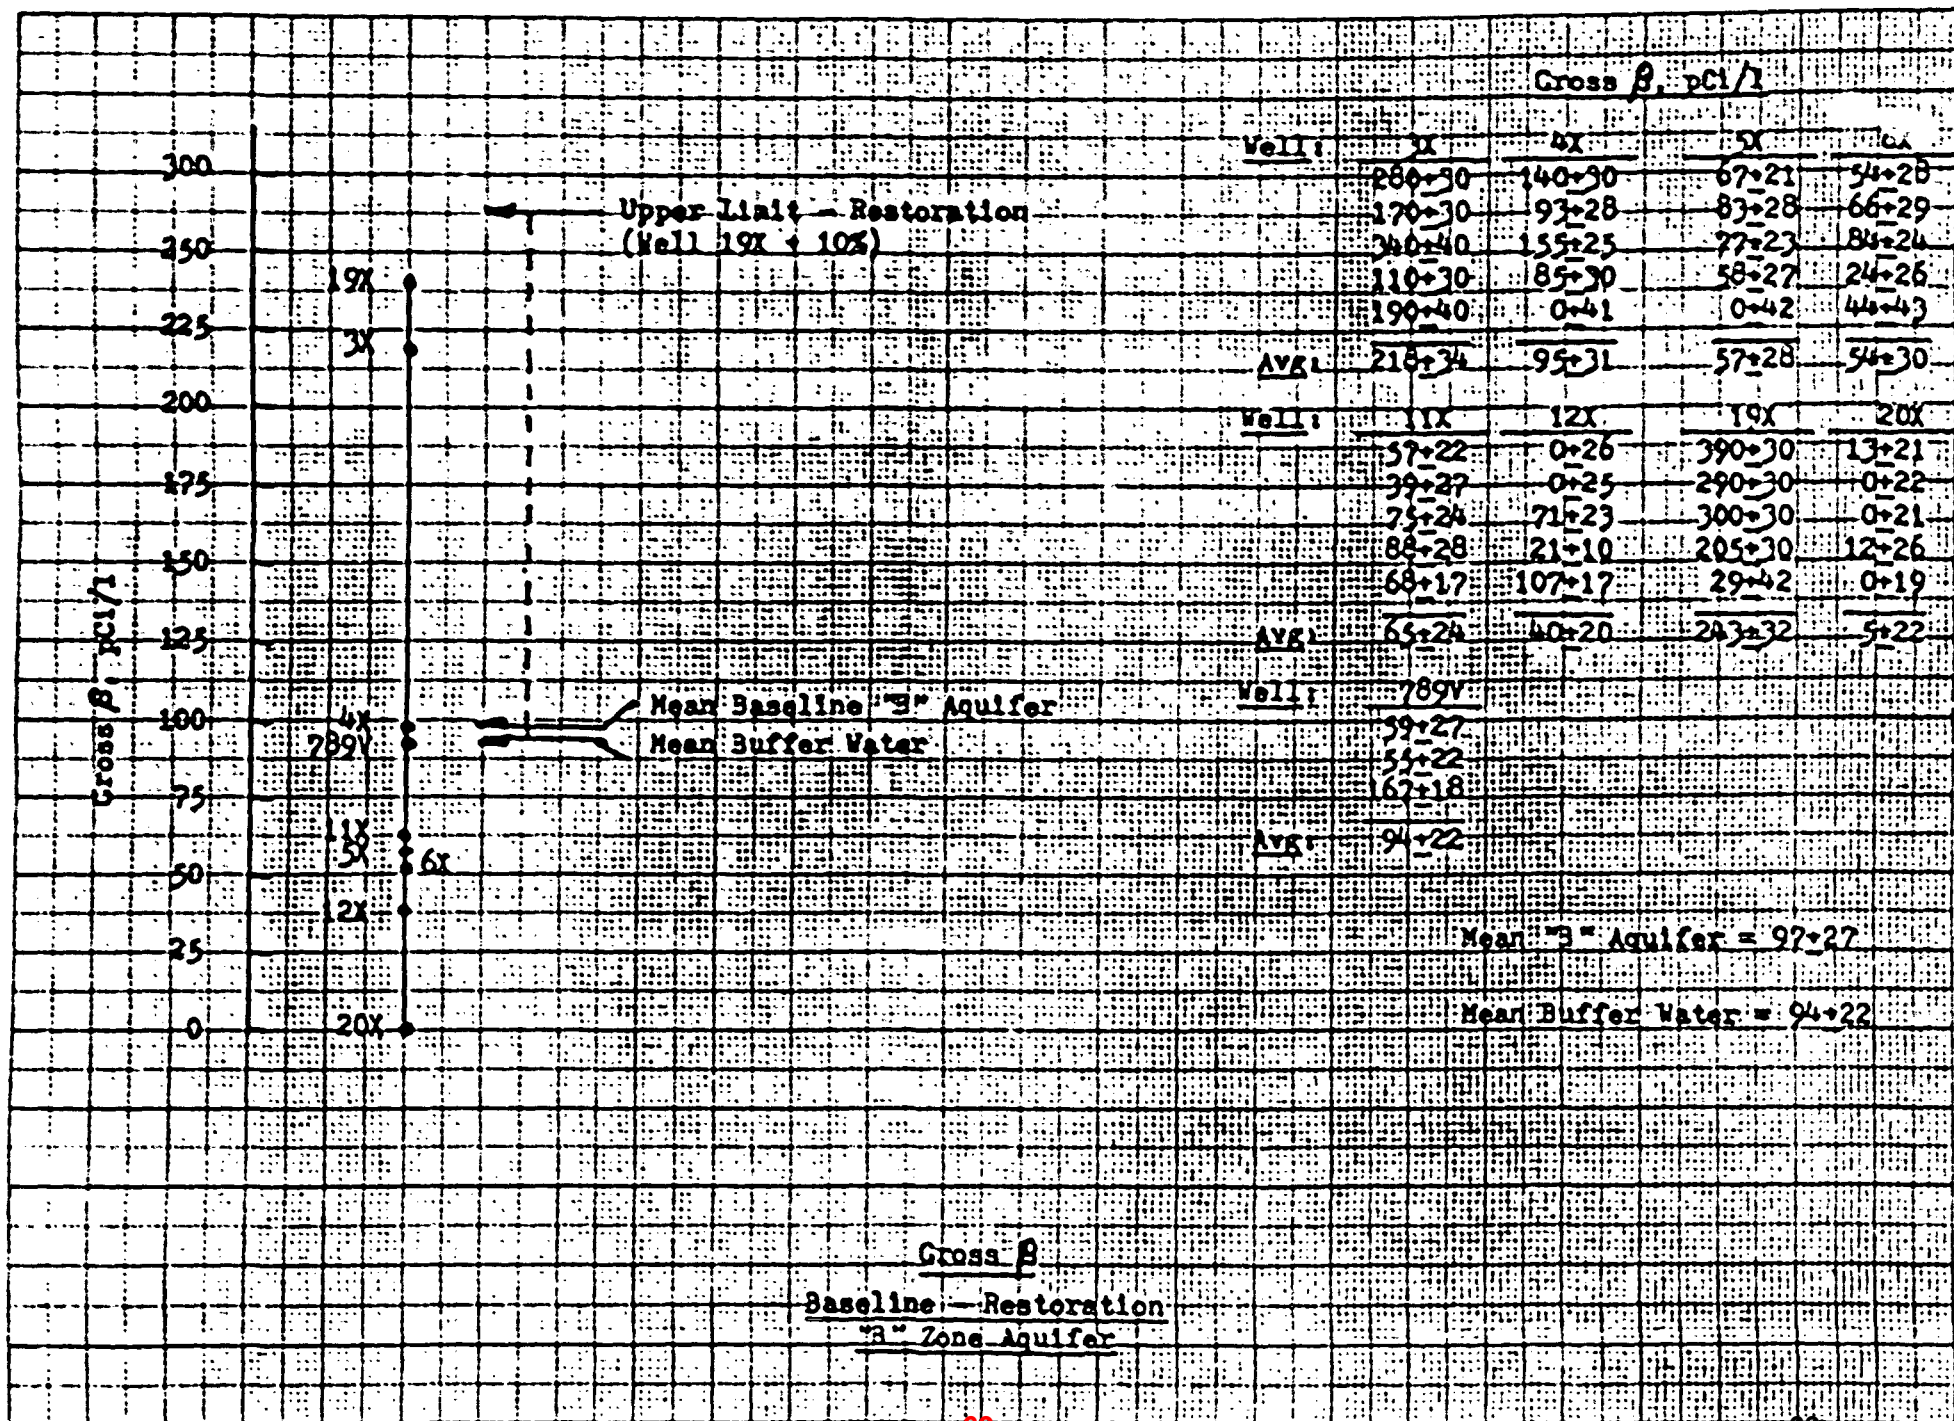 Gross β, pCi/l
Well: 3X 4X 5X 6X
280±30 140±30 67±21 54±28
170±30 93±28 83±28 66±29
340±40 155±25 77±23 84±24
110±30 85±30 58±27 24±26
190±40 0±41 0±42 44±43
Avg: 218±34 95±31 57±28 54±30
Well: 11X 12X 19X 20X
57±22 0±26 390±30 13±21
39±27 0±25 290±30 0±22
75±24 71±23 300±30 0±21
88±28 21±10 205±30 12±26
68±17 107±17 29±42 0±19
Avg: 65±24 40±20 243±32 5±22
Well: 789V
59±27
55±22
167±18
Avg: 94±22
Mean "B" Aquifer = 97±27
Mean Buffer Water = 94±22
300
250
225
200
175
150
125
100
75
50
25
0
Gross β, pCi/l
19X
3X
4X
789V
11X
5X
6X
12X
20X
Upper Limit - Restoration
(Well 19X + 10%)
Mean Baseline "B" Aquifer
Mean Buffer Water
Gross β
Baseline - Restoration
"B" Zone Aquifer